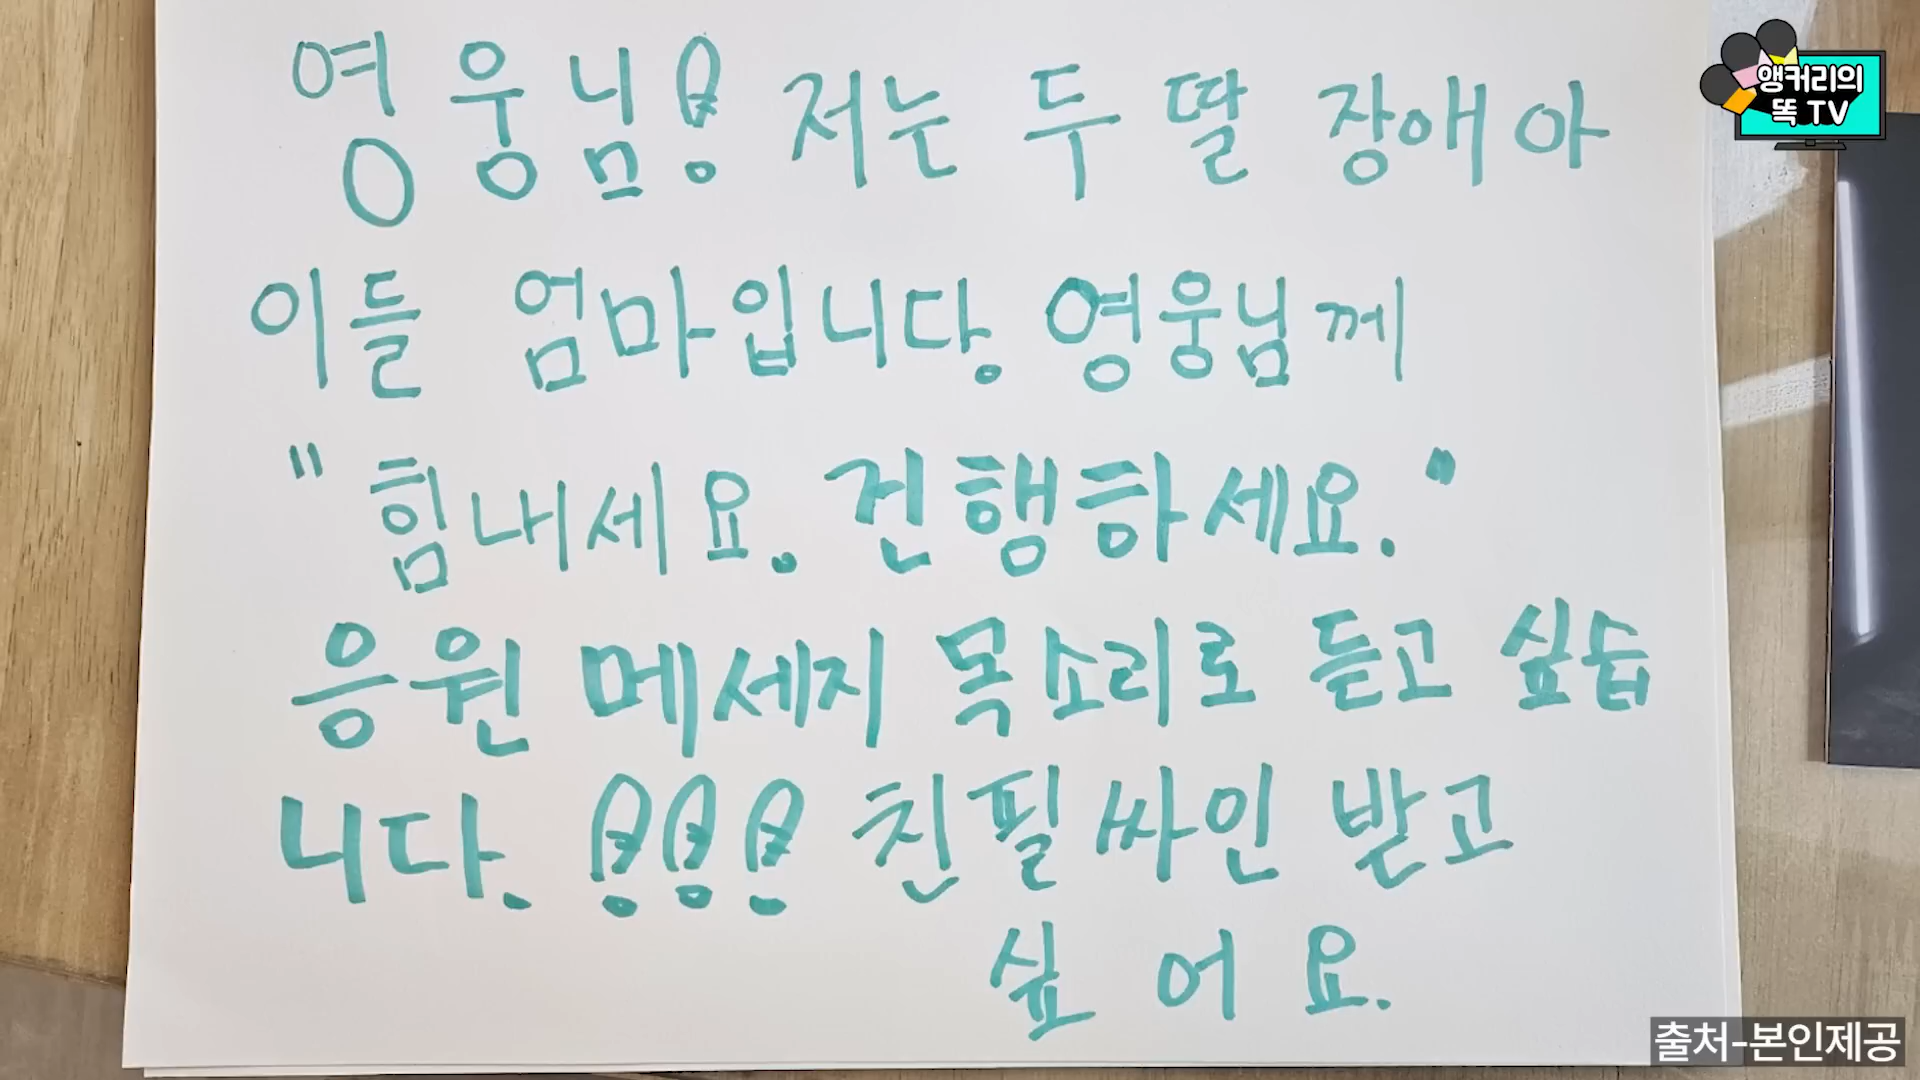 영웅님! 저는 두 딸 장애아
이들 엄마입니다. 영웅님께
"힘내세요. 건행하세요."
응원 메세지 목소리로 듣고 싶습
니다. !!! 친필 싸인 받고
싶어요.
앵커리의
똑 TV
출처-본인제공